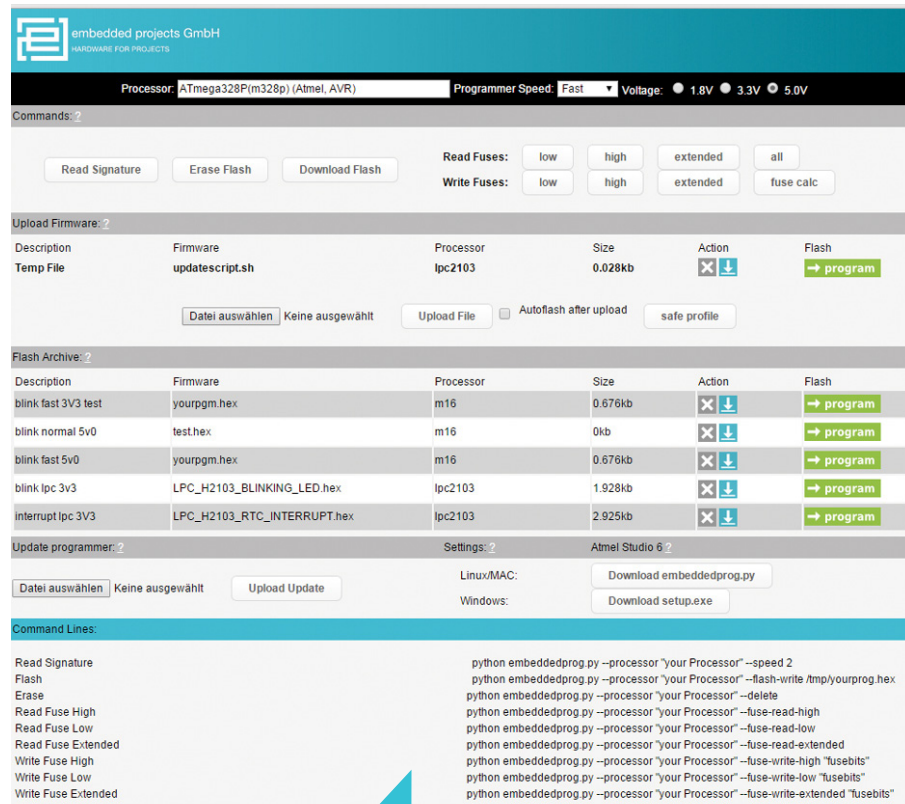 embedded projects GmbH
HARDWARE FOR PROJECTS
Processor: ATmega328P(m328p) (Atmel, AVR) Programmer Speed: Fast Voltage: 1.8V 3.3V 5.0V
Commands: ?
Read Signature Erase Flash Download Flash
Read Fuses: low high extended all
Write Fuses: low high extended fuse calc
Upload Firmware: ?
Description Firmware Processor Size Action Flash
Temp File updatescript.sh lpc2103 0.028kb program
Datei auswählen Keine ausgewählt Upload File Autoflash after upload safe profile
Flash Archive: ?
Description Firmware Processor Size Action Flash
blink fast 3V3 test yourpgm.hex m16 0.676kb program
blink normal 5v0 test.hex m16 0kb program
blink fast 5v0 yourpgm.hex m16 0.676kb program
blink lpc 3v3 LPC_H2103_BLINKING_LED.hex lpc2103 1.928kb program
interrupt lpc 3V3 LPC_H2103_RTC_INTERRUPT.hex lpc2103 2.925kb program
Update programmer: ? Settings: ? Atmel Studio 6 ?
Datei auswählen Keine ausgewählt Upload Update
Linux/MAC: Download embeddedprog.py
Windows: Download setup.exe
Command Lines:
Read Signature python embeddedprog.py --processor "your Processor" --speed 2
Flash python embeddedprog.py --processor "your Processor" --flash-write /tmp/yourprog.hex
Erase python embeddedprog.py --processor "your Processor" --delete
Read Fuse High python embeddedprog.py --processor "your Processor" --fuse-read-high
Read Fuse Low python embeddedprog.py --processor "your Processor" --fuse-read-low
Read Fuse Extended python embeddedprog.py --processor "your Processor" --fuse-read-extended
Write Fuse High python embeddedprog.py --processor "your Processor" --fuse-write-high "fusebits"
Write Fuse Low python embeddedprog.py --processor "your Processor" --fuse-write-low "fusebits"
Write Fuse Extended python embeddedprog.py --processor "your Processor" --fuse-write-extended "fusebits"